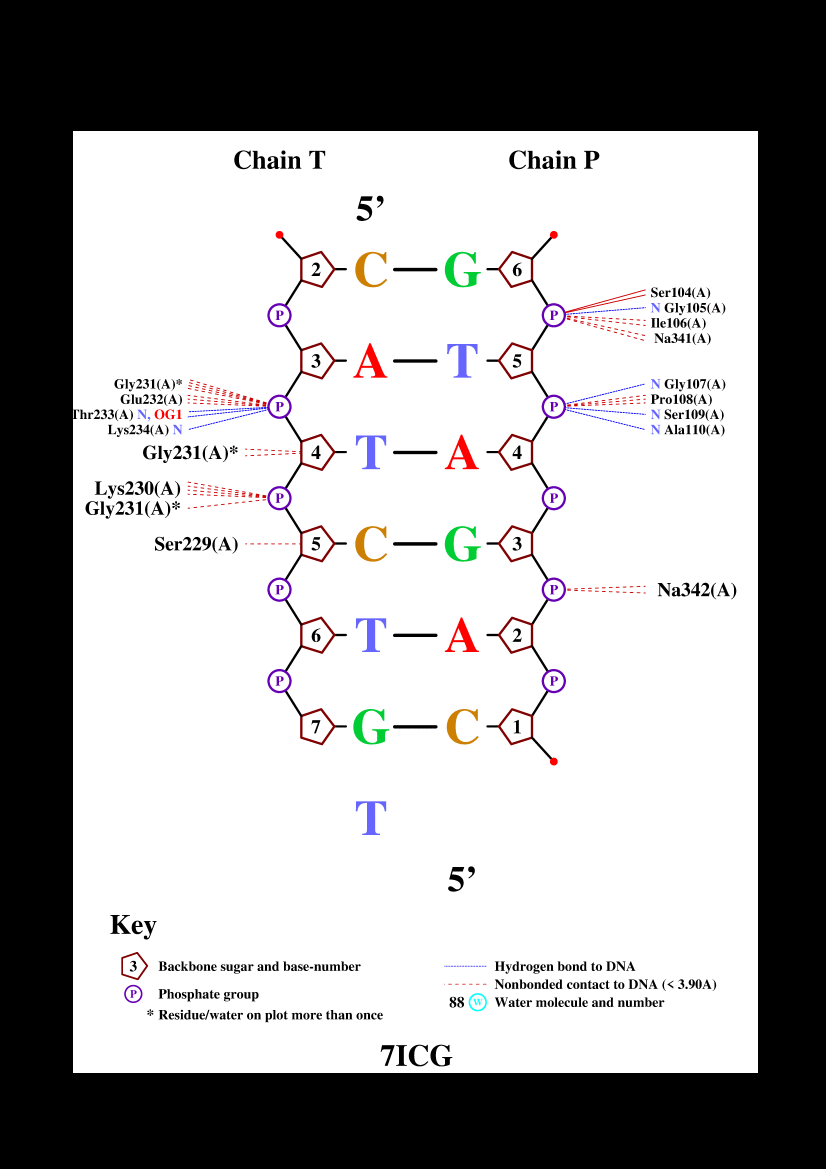 Chain T Chain P
5’
2 C G 6
P P
Ser104(A)
N Gly105(A)
Ile106(A)
Na341(A)
3 A T 5
P P
Gly231(A)*
Glu232(A)
Thr233(A) N, OG1
Lys234(A) N
N Gly107(A)
Pro108(A)
N Ser109(A)
N Ala110(A)
Gly231(A)* 4 T A 4
Lys230(A)
Gly231(A)*
P P
Ser229(A) 5 C G 3
P P Na342(A)
6 T A 2
P P
7 G C 1
T
5’
Key
3 Backbone sugar and base-number
P Phosphate group
* Residue/water on plot more than once
Hydrogen bond to DNA
Nonbonded contact to DNA (< 3.90A)
88 W Water molecule and number
7ICG